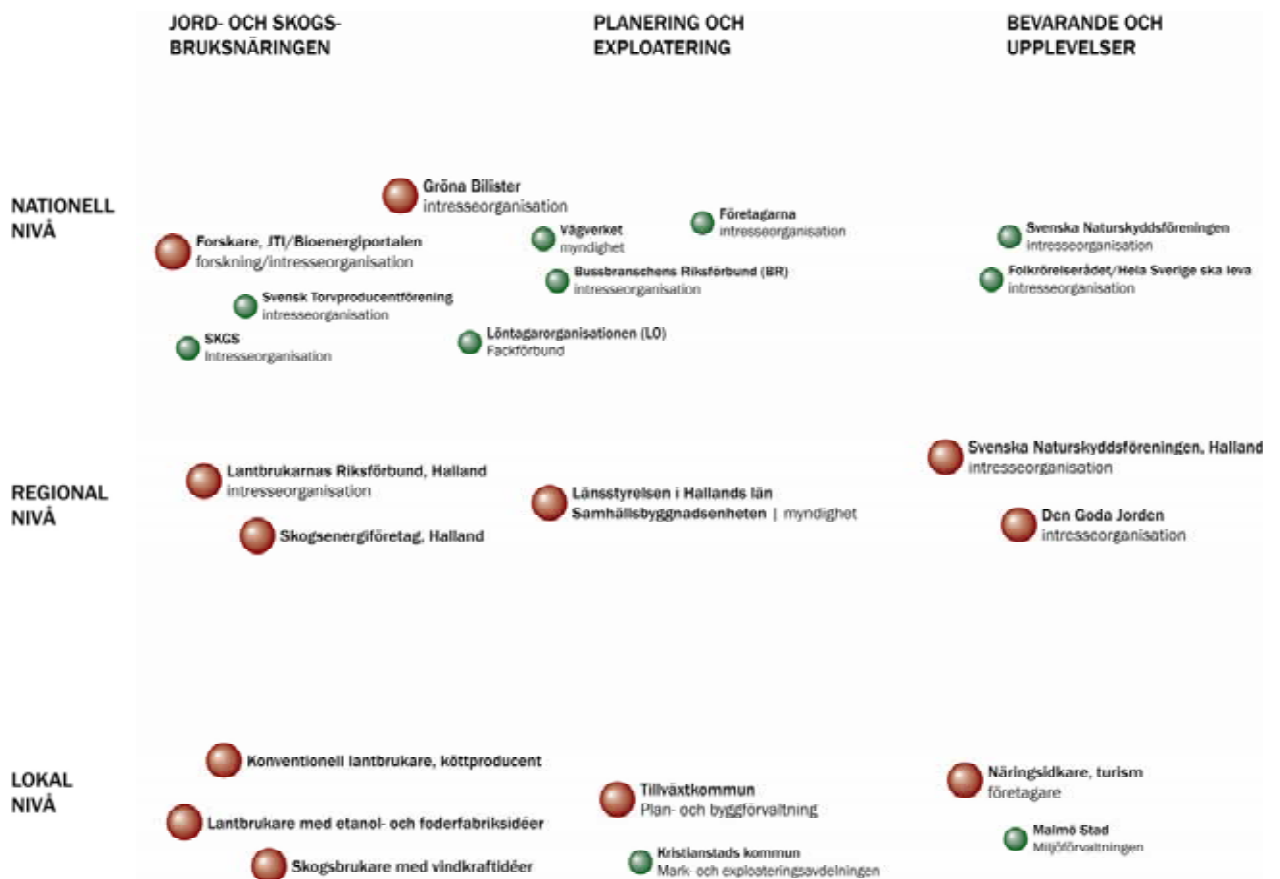 JORD- OCH SKOGS-
BRUKSNÄRINGEN
PLANERING OCH
EXPLOATERING
BEVARANDE OCH
UPPLEVELSER
NATIONELL
NIVÅ
Gröna Bilister
intresseorganisation
Forskare, JTI/Bioenergiportalen
forskning/intresseorganisation
Svensk Torvproducentförening
intresseorganisation
SKGS
Intresseorganisation
Vägverket
myndighet
Företagarna
intresseorganisation
Bussbranschens Riksförbund (BR)
intresseorganisation
Löntagarorganisationen (LO)
Fackförbund
Svenska Naturskyddsföreningen
intresseorganisation
Folkrörelserådet/Hela Sverige ska leva
intresseorganisation
REGIONAL
NIVÅ
Lantbrukarnas Riksförbund, Halland
intresseorganisation
Skogsenergiföretag, Halland
Länsstyrelsen i Hallands län
Samhällsbyggnadsenheten | myndighet
Svenska Naturskyddsföreningen, Halland
intresseorganisation
Den Goda Jorden
intresseorganisation
LOKAL
NIVÅ
Konventionell lantbrukare, köttproducent
Lantbrukare med etanol- och foderfabriksidéer
Skogsbrukare med vindkraftidéer
Tillväxtkommun
Plan- och byggförvaltning
Kristianstads kommun
Mark- och exploateringsavdelningen
Näringsidkare, turism
företagare
Malmö Stad
Miljöförvaltningen